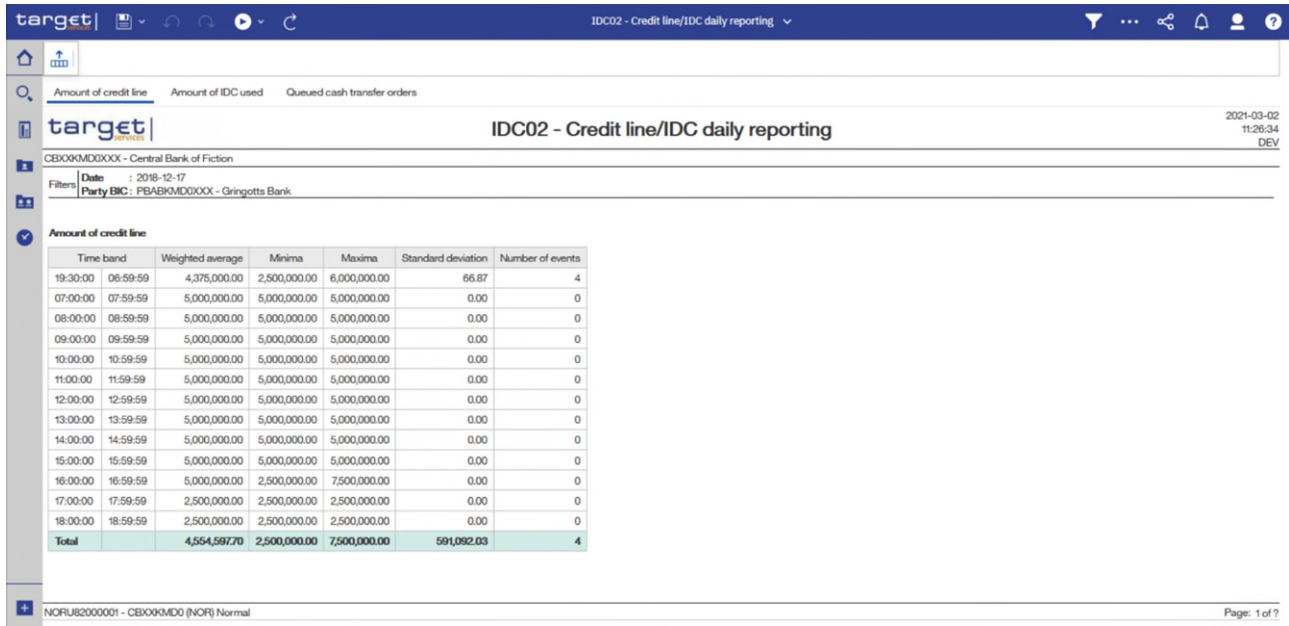 target|
IDC02 - Credit line/IDC daily reporting
Amount of credit line Amount of IDC used Queued cash transfer orders
target|
SERVICES
IDC02 - Credit line/IDC daily reporting
2021-03-02
11:26:34
DEV
CBXXKMD0XXX - Central Bank of Fiction
Filters Date : 2018-12-17
Party BIC : PBABKMD0XXX - Gringotts Bank
Amount of credit line
Time band Weighted average Minima Maxima Standard deviation Number of events
19:30:00 06:59:59 4,375,000.00 2,500,000.00 6,000,000.00 66.87 4
07:00:00 07:59:59 5,000,000.00 5,000,000.00 5,000,000.00 0.00 0
08:00:00 08:59:59 5,000,000.00 5,000,000.00 5,000,000.00 0.00 0
09:00:00 09:59:59 5,000,000.00 5,000,000.00 5,000,000.00 0.00 0
10:00:00 10:59:59 5,000,000.00 5,000,000.00 5,000,000.00 0.00 0
11:00:00 11:59:59 5,000,000.00 5,000,000.00 5,000,000.00 0.00 0
12:00:00 12:59:59 5,000,000.00 5,000,000.00 5,000,000.00 0.00 0
13:00:00 13:59:59 5,000,000.00 5,000,000.00 5,000,000.00 0.00 0
14:00:00 14:59:59 5,000,000.00 5,000,000.00 5,000,000.00 0.00 0
15:00:00 15:59:59 5,000,000.00 5,000,000.00 5,000,000.00 0.00 0
16:00:00 16:59:59 5,000,000.00 2,500,000.00 7,500,000.00 0.00 0
17:00:00 17:59:59 2,500,000.00 2,500,000.00 2,500,000.00 0.00 0
18:00:00 18:59:59 2,500,000.00 2,500,000.00 2,500,000.00 0.00 0
Total 4,554,597.70 2,500,000.00 7,500,000.00 591,092.03 4
NORU82000001 - CBXXKMD0 (NOR) Normal
Page: 1 of ?